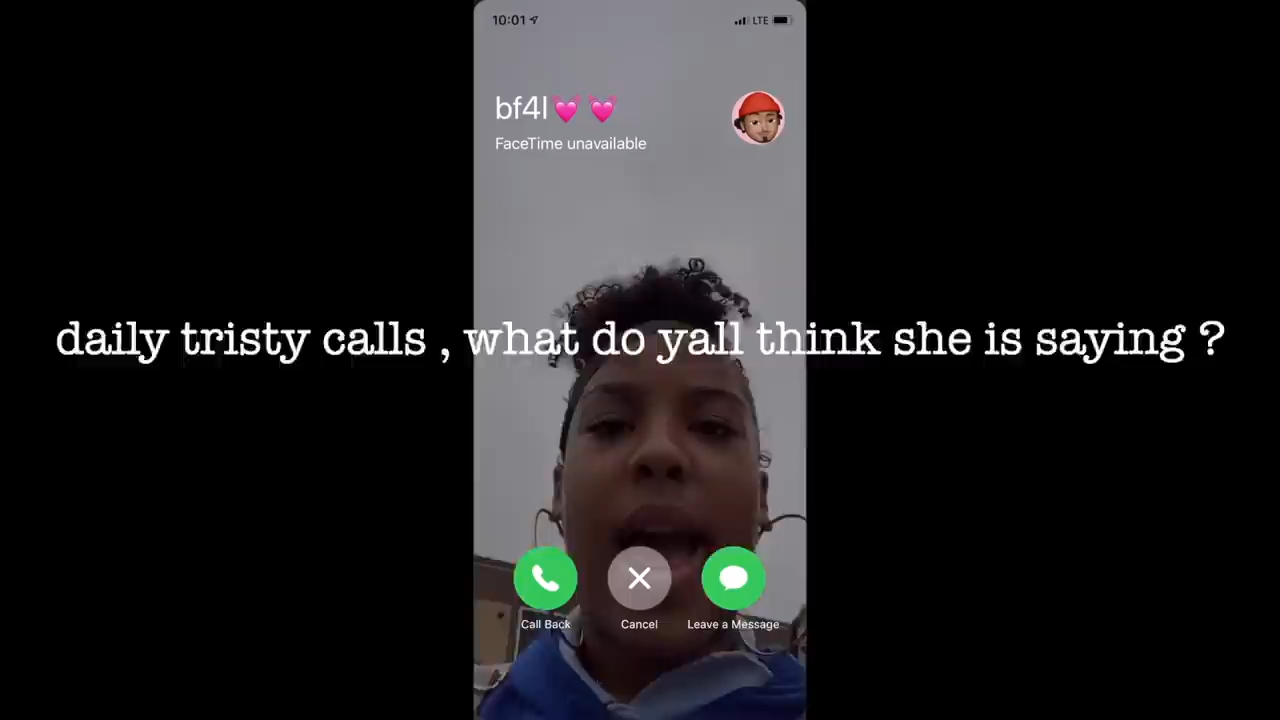 10:01
LTE
bf4l💓 💓
FaceTime unavailable
daily tristy calls , what do yall think she is saying ?
Call Back
Cancel
Leave a Message